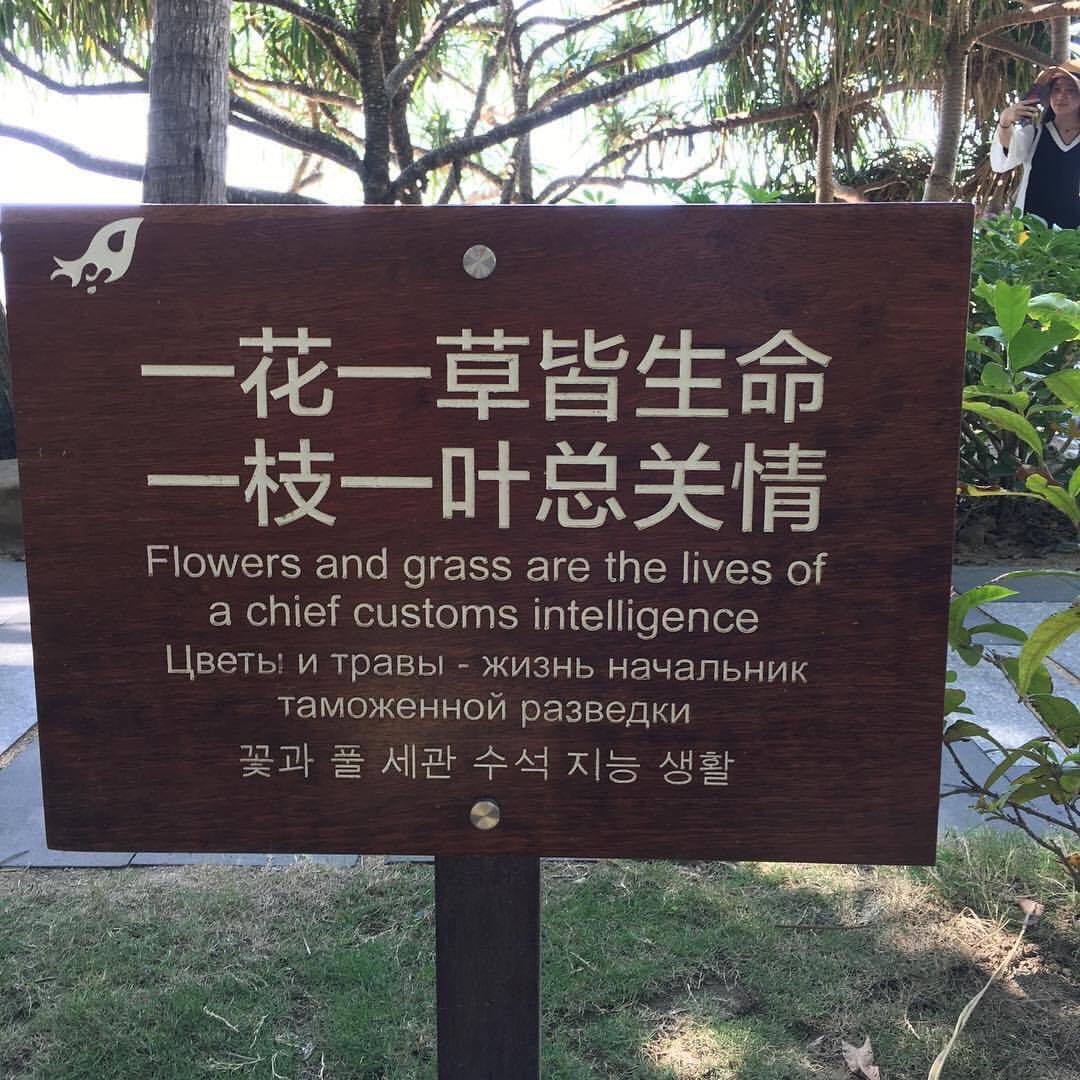 一花一草皆生命
一枝一叶总关情
Flowers and grass are the lives of
a chief customs intelligence
Цветы и травы - жизнь начальник
таможенной разведки
꽃과 풀 세관 수석 지능 생활